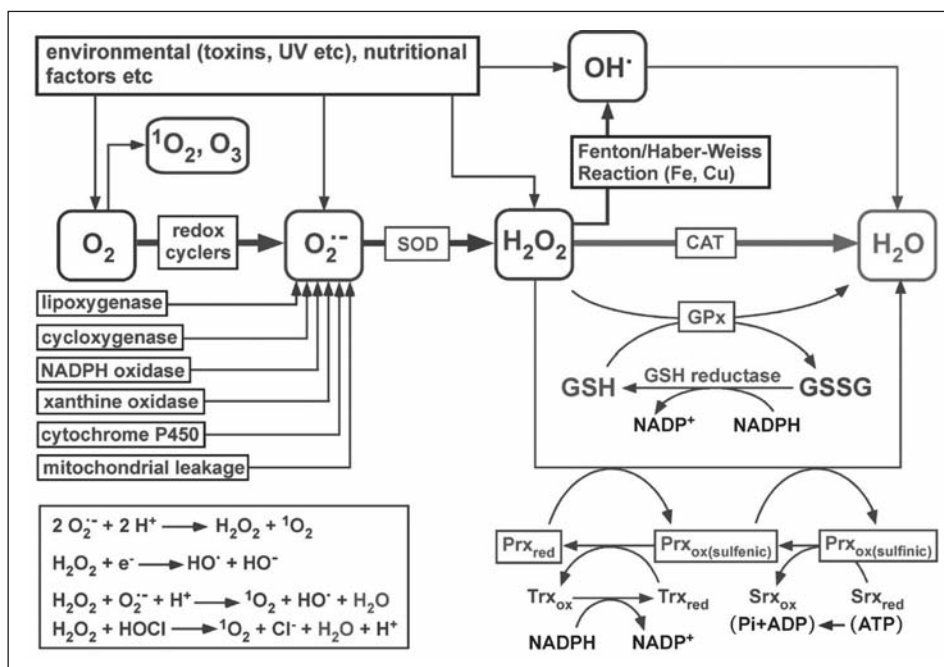 environmental (toxins, UV etc), nutritional
factors etc
OH·
¹O₂, O₃
Fenton/Haber-Weiss
Reaction (Fe, Cu)
O₂
redox
cyclers
O₂·⁻
SOD
H₂O₂
CAT
H₂O
lipoxygenase
cycloxygenase
NADPH oxidase
xanthine oxidase
cytochrome P450
mitochondrial leakage
GPx
GSH
GSH reductase
GSSG
NADP⁺
NADPH
2 O₂·⁻ + 2 H⁺ ⟶ H₂O₂ + ¹O₂
H₂O₂ + e⁻ ⟶ HO· + HO⁻
H₂O₂ + O₂·⁻ + H⁺ ⟶ ¹O₂ + HO· + H₂O
H₂O₂ + HOCl ⟶ ¹O₂ + Cl⁻ + H₂O + H⁺
Prx_red
Prx_ox(sulfenic)
Prx_ox(sulfinic)
Trx_ox
Trx_red
Srx_ox
Srx_red
NADPH
NADP⁺
(Pi+ADP)
(ATP)